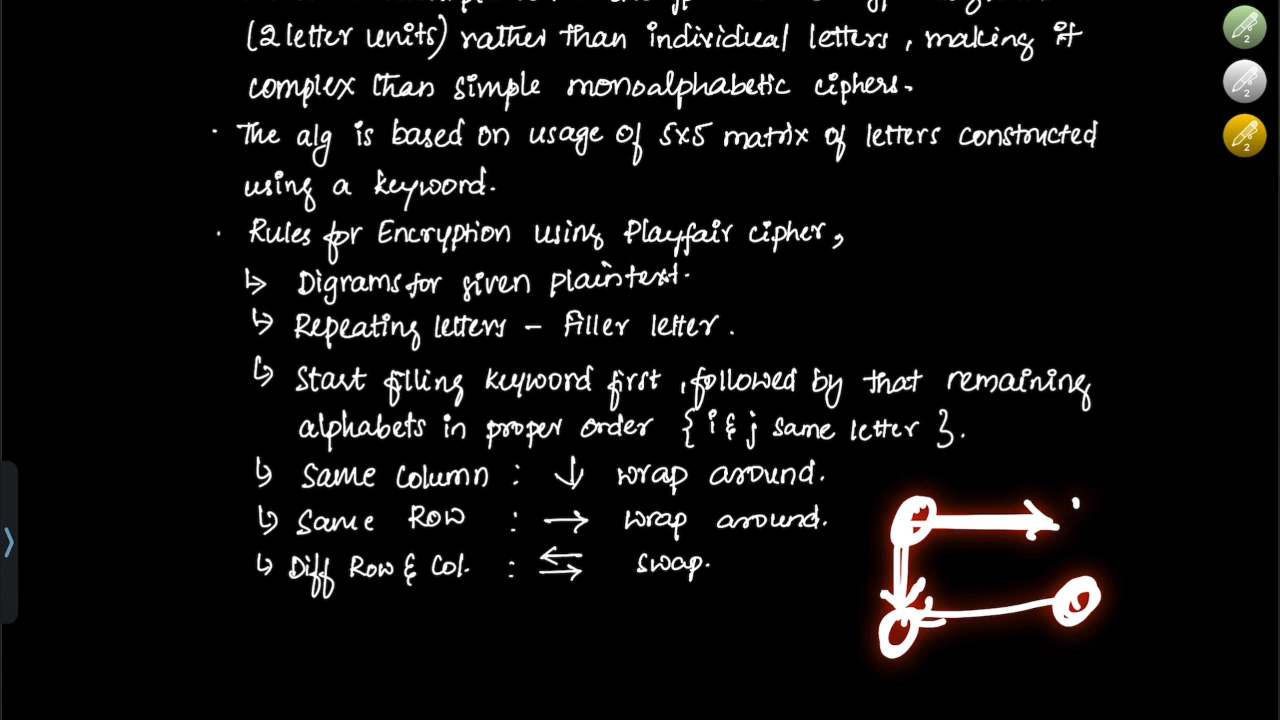 (2 letter units) rather than individual letters, making it
complex than simple monoalphabetic ciphers.
· The alg is based on usage of 5x5 matrix of letters constructed
using a keyword.
· Rules for Encryption using Playfair cipher,
↳ Digrams for given plaintext.
↳ Repeating letters - filler letter.
↳ Start filling keyword first, followed by that remaining
alphabets in proper order { i & j same letter }.
↳ Same Column : ↓ wrap around.
↳ Same Row : → wrap around.
↳ Diff Row & Col. : ⇆ swap.
2
2
2